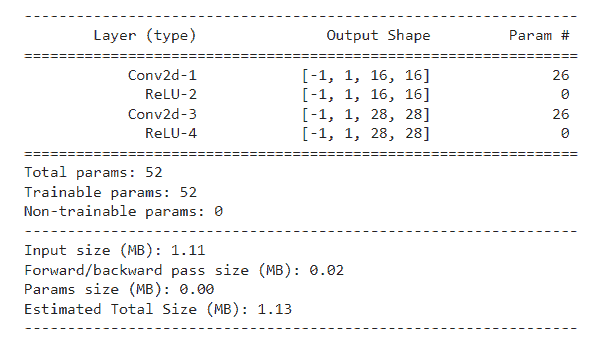 ----------------------------------------------------------------
        Layer (type)               Output Shape         Param #
================================================================
            Conv2d-1            [-1, 1, 16, 16]              26
              ReLU-2            [-1, 1, 16, 16]               0
            Conv2d-3            [-1, 1, 28, 28]              26
              ReLU-4            [-1, 1, 28, 28]               0
================================================================
Total params: 52
Trainable params: 52
Non-trainable params: 0
----------------------------------------------------------------
Input size (MB): 1.11
Forward/backward pass size (MB): 0.02
Params size (MB): 0.00
Estimated Total Size (MB): 1.13
----------------------------------------------------------------